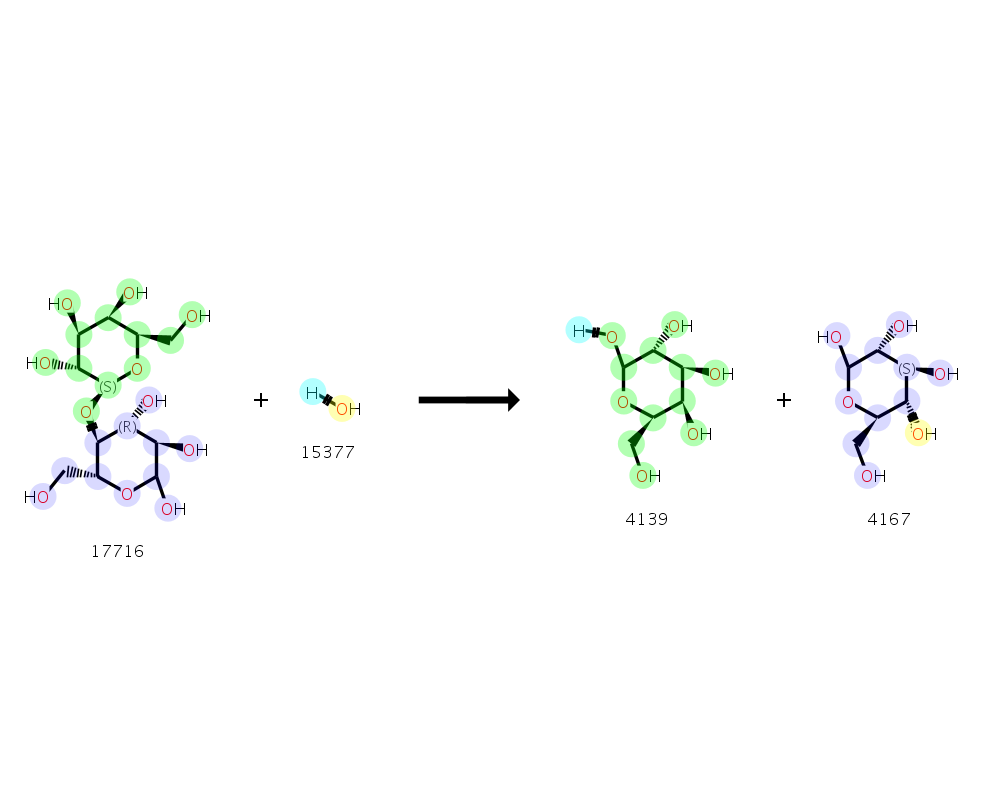 HO OH
OH
HO O
(S)
O OH
(R)
OH
HO O
OH
17716
+
H
OH
15377
H O OH
OH
O
OH
OH
4139
+
HO OH
(S) OH
O
OH
OH
4167